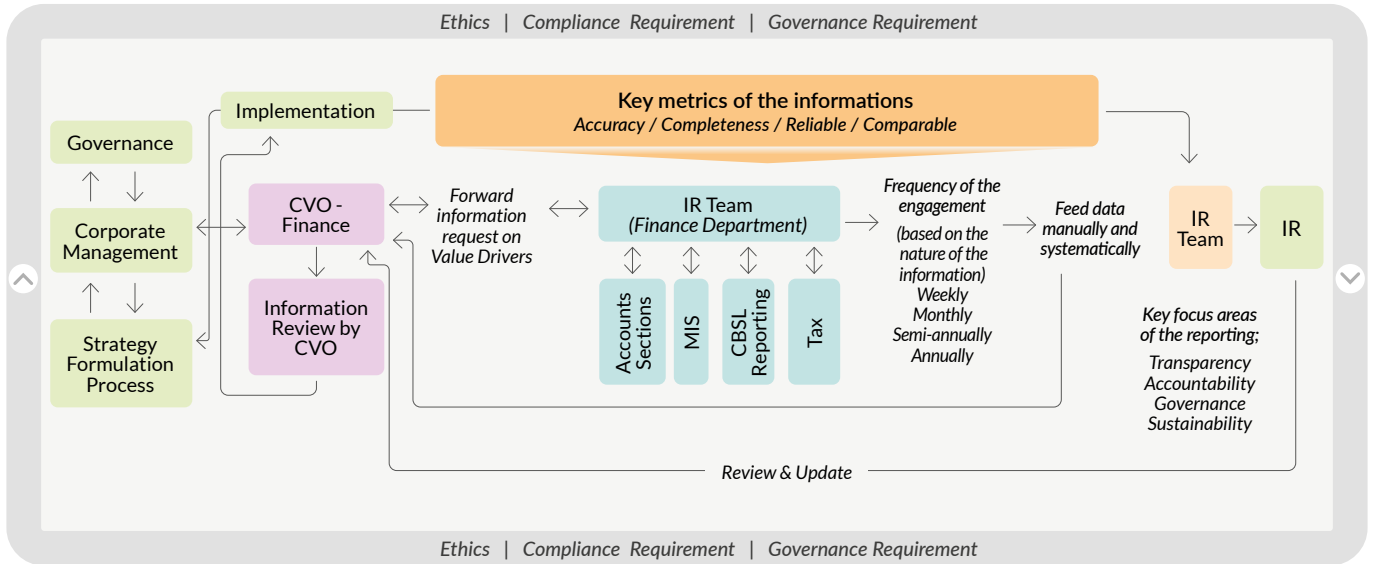 Ethics | Compliance Requirement | Governance Requirement
Key metrics of the informations
Accuracy / Completeness / Reliable / Comparable
Implementation
Governance
Corporate
Management
Strategy
Formulation
Process
CVO -
Finance
Information
Review by
CVO
Forward
information
request on
Value Drivers
IR Team
(Finance Department)
Accounts
Sections
MIS
CBSL
Reporting
Tax
Frequency of the
engagement
(based on the
nature of the
information)
Weekly
Monthly
Semi-annually
Annually
Feed data
manually and
systematically
IR
Team
IR
Key focus areas
of the reporting;
Transparency
Accountability
Governance
Sustainability
Review & Update
Ethics | Compliance Requirement | Governance Requirement